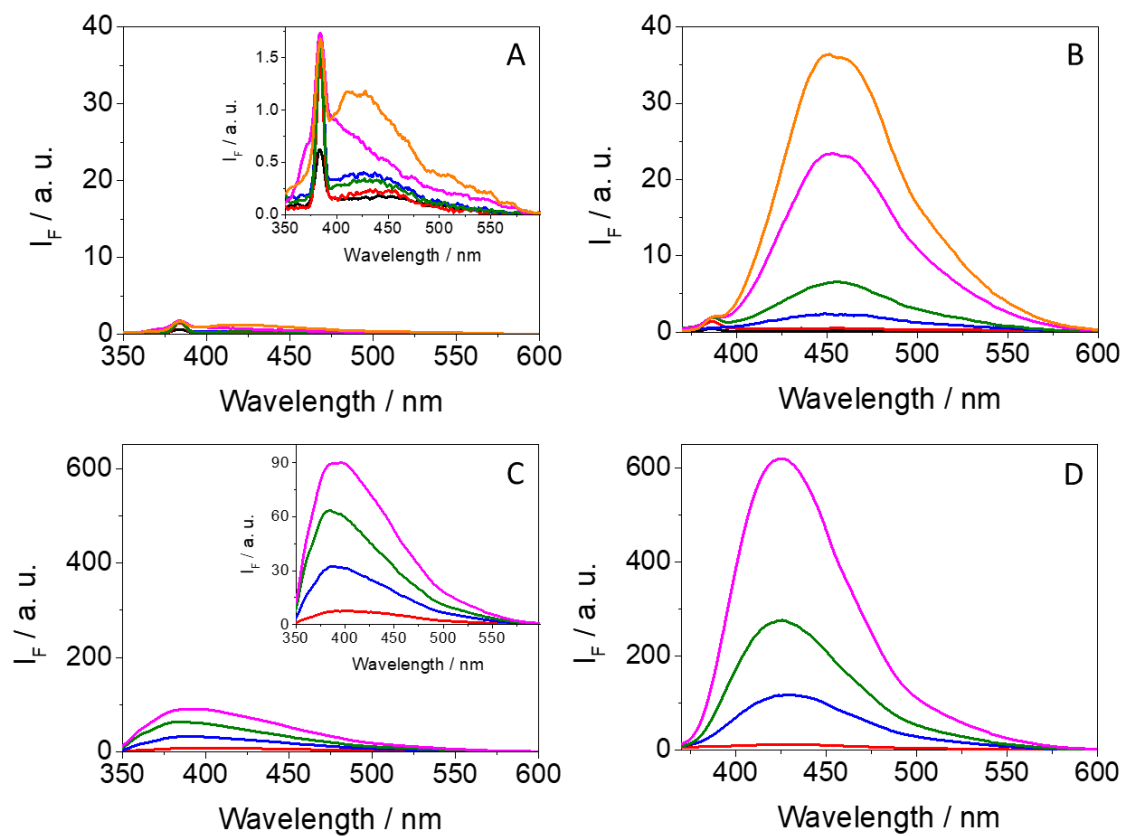 A
40
30
20
10
0
I_F / a. u.
350 400 450 500 550 600
Wavelength / nm
1.5
1.0
0.5
0.0
I_F / a. u.
350 400 450 500 550
Wavelength / nm
B
40
30
20
10
0
I_F / a. u.
400 450 500 550 600
Wavelength / nm
C
600
400
200
0
I_F / a. u.
350 400 450 500 550 600
Wavelength / nm
90
60
30
0
I_F / a. u.
350 400 450 500 550
Wavelength / nm
D
600
400
200
0
I_F / a. u.
400 450 500 550 600
Wavelength / nm